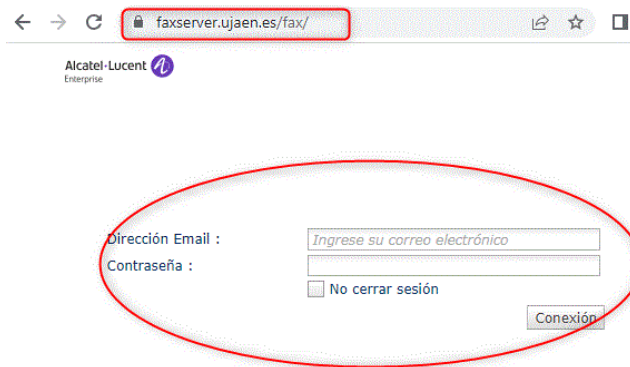 faxserver.ujaen.es/fax/
Alcatel·Lucent
Enterprise
Dirección Email :
Ingrese su correo electrónico
Contraseña :
No cerrar sesión
Conexión